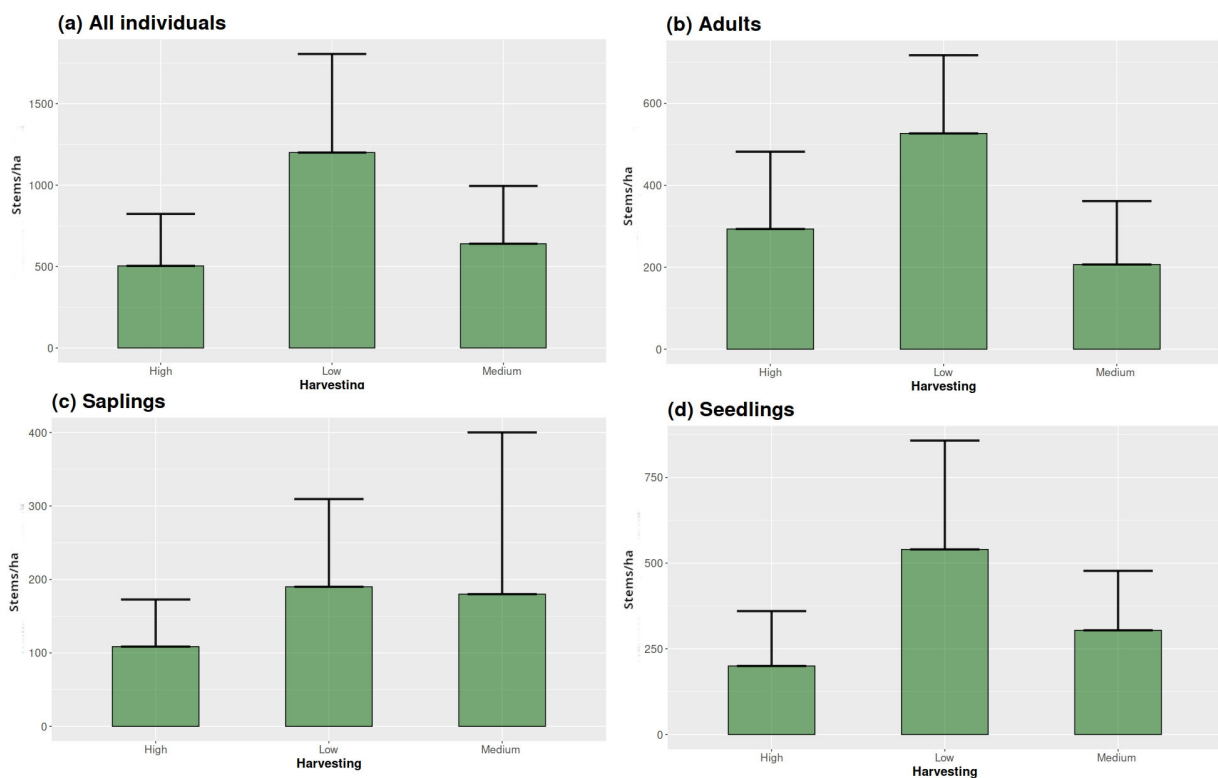 (a) All individuals
Stems/ha
1500
1000
500
0
High Low Medium
Harvesting
(b) Adults
Stems/ha
600
400
200
0
High Low Medium
Harvesting
(c) Saplings
Stems/ha
400
300
200
100
0
High Low Medium
Harvesting
(d) Seedlings
Stems/ha
750
500
250
0
High Low Medium
Harvesting